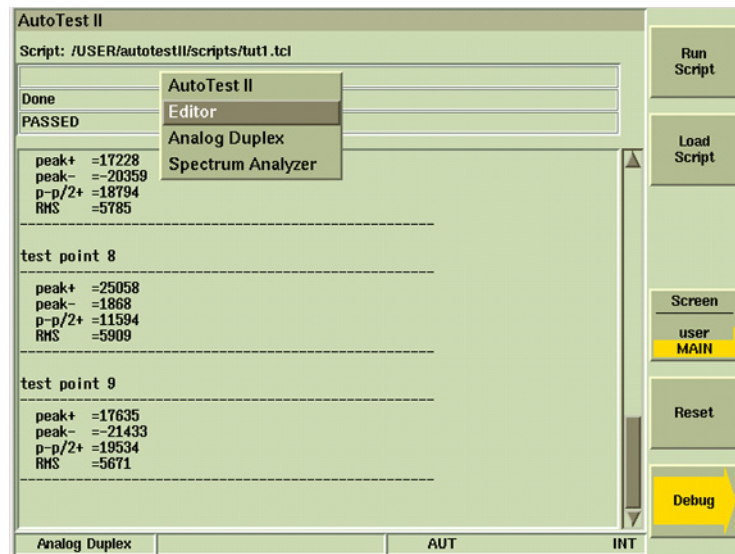 AutoTest II
Script: /USER/autotestII/scripts/tut1.tcl
Done
PASSED
AutoTest II
Editor
Analog Duplex
Spectrum Analyzer
peak+ =17228
peak- =-20359
p-p/2+ =18794
RMS =5785
------------------------------------------------------------
test point 8
------------------------------------------------------------
peak+ =25058
peak- =1868
p-p/2+ =11594
RMS =5909
------------------------------------------------------------
test point 9
------------------------------------------------------------
peak+ =17635
peak- =-21433
p-p/2+ =19534
RMS =5671
------------------------------------------------------------
Analog Duplex AUT INT
Run
Script
Load
Script
Screen
user
MAIN
Reset
Debug